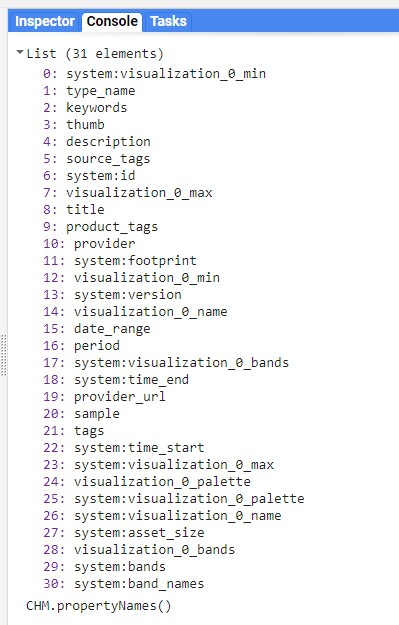 Inspector Console Tasks
List (31 elements)
0: system:visualization_0_min
1: type_name
2: keywords
3: thumb
4: description
5: source_tags
6: system:id
7: visualization_0_max
8: title
9: product_tags
10: provider
11: system:footprint
12: visualization_0_min
13: system:version
14: visualization_0_name
15: date_range
16: period
17: system:visualization_0_bands
18: system:time_end
19: provider_url
20: sample
21: tags
22: system:time_start
23: system:visualization_0_max
24: visualization_0_palette
25: system:visualization_0_palette
26: system:visualization_0_name
27: system:asset_size
28: visualization_0_bands
29: system:bands
30: system:band_names
CHM.propertyNames()